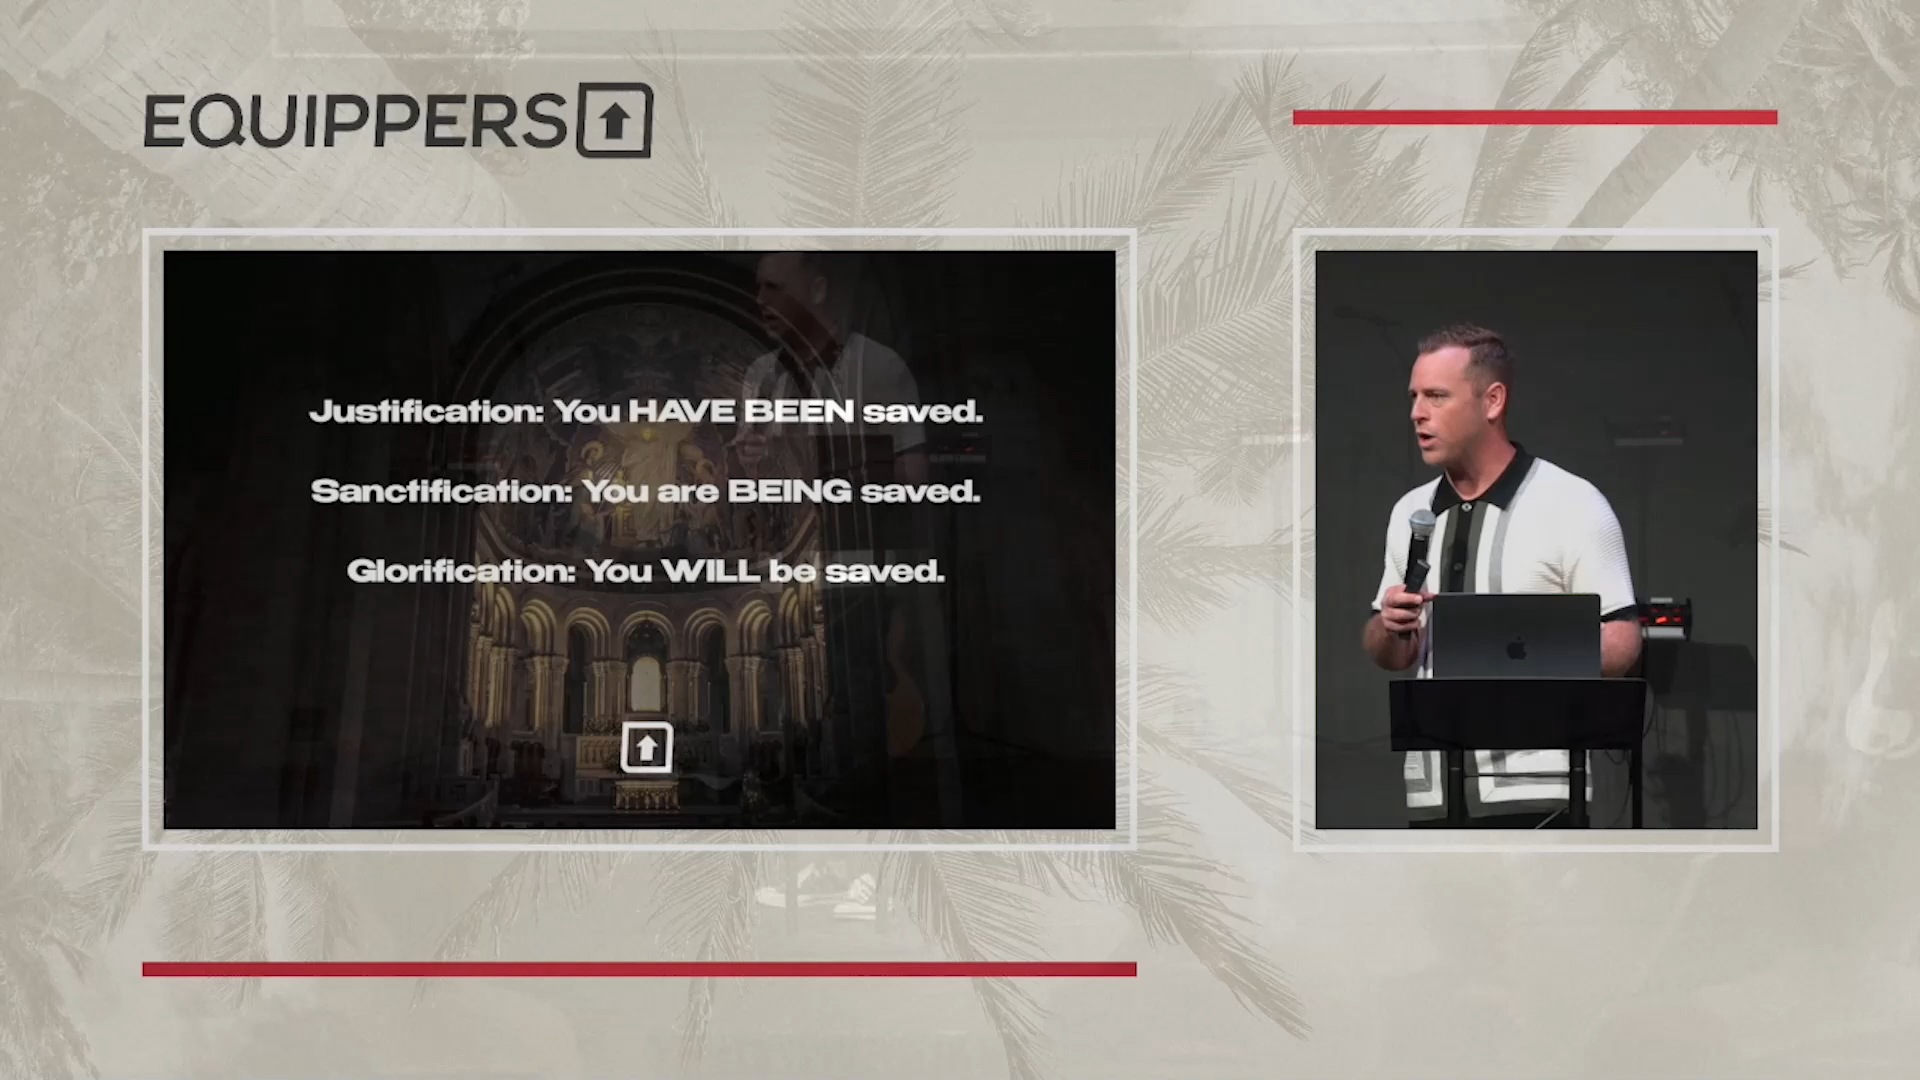 EQUIPPERS
Justification: You HAVE BEEN saved.
Sanctification: You are BEING saved.
Glorification: You WILL be saved.